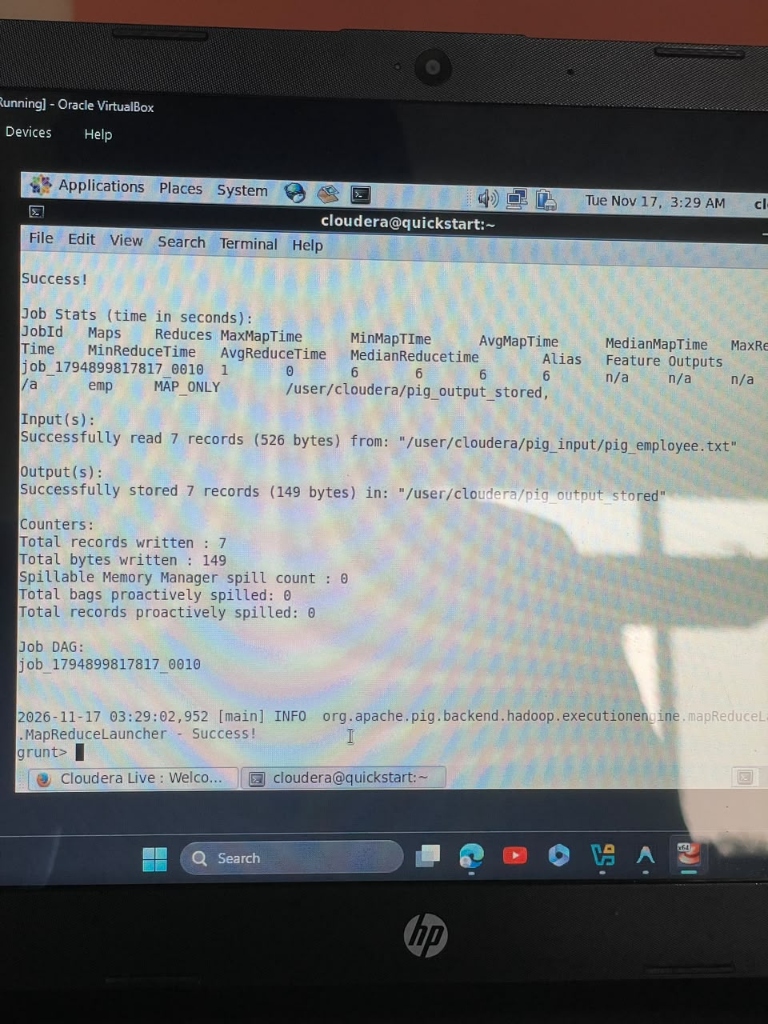 Running] - Oracle VirtualBox
Devices Help
Applications Places System Tue Nov 17, 3:29 AM cl
cloudera@quickstart:~
File Edit View Search Terminal Help
Success!
Job Stats (time in seconds):
JobId Maps Reduces MaxMapTime MinMapTIme AvgMapTime MedianMapTime MaxRe
Time MinReduceTime AvgReduceTime MedianReducetime Alias Feature Outputs
job_1794899817817_0010 1 0 6 6 6 6 n/a n/a n/a
/a emp MAP_ONLY /user/cloudera/pig_output_stored,
Input(s):
Successfully read 7 records (526 bytes) from: "/user/cloudera/pig_input/pig_employee.txt"
Output(s):
Successfully stored 7 records (149 bytes) in: "/user/cloudera/pig_output_stored"
Counters:
Total records written : 7
Total bytes written : 149
Spillable Memory Manager spill count : 0
Total bags proactively spilled: 0
Total records proactively spilled: 0
Job DAG:
job_1794899817817_0010
2026-11-17 03:29:02,952 [main] INFO org.apache.pig.backend.hadoop.executionengine.mapReduceLa
.MapReduceLauncher - Success!
grunt>
Cloudera Live : Welco... cloudera@quickstart:~
Search
hp